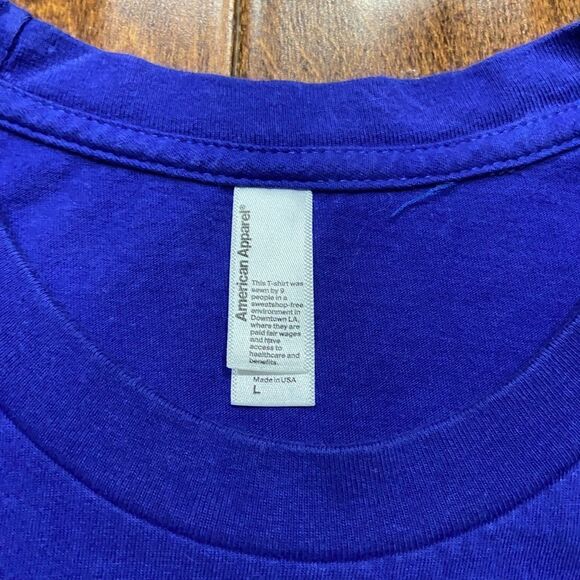 American Apparel®
This T-shirt was
sewn by 9
people in a
sweatshop-free
environment in
Downtown LA,
where they are
paid fair wages
and have
access to
healthcare and
benefits.
Made in USA
L